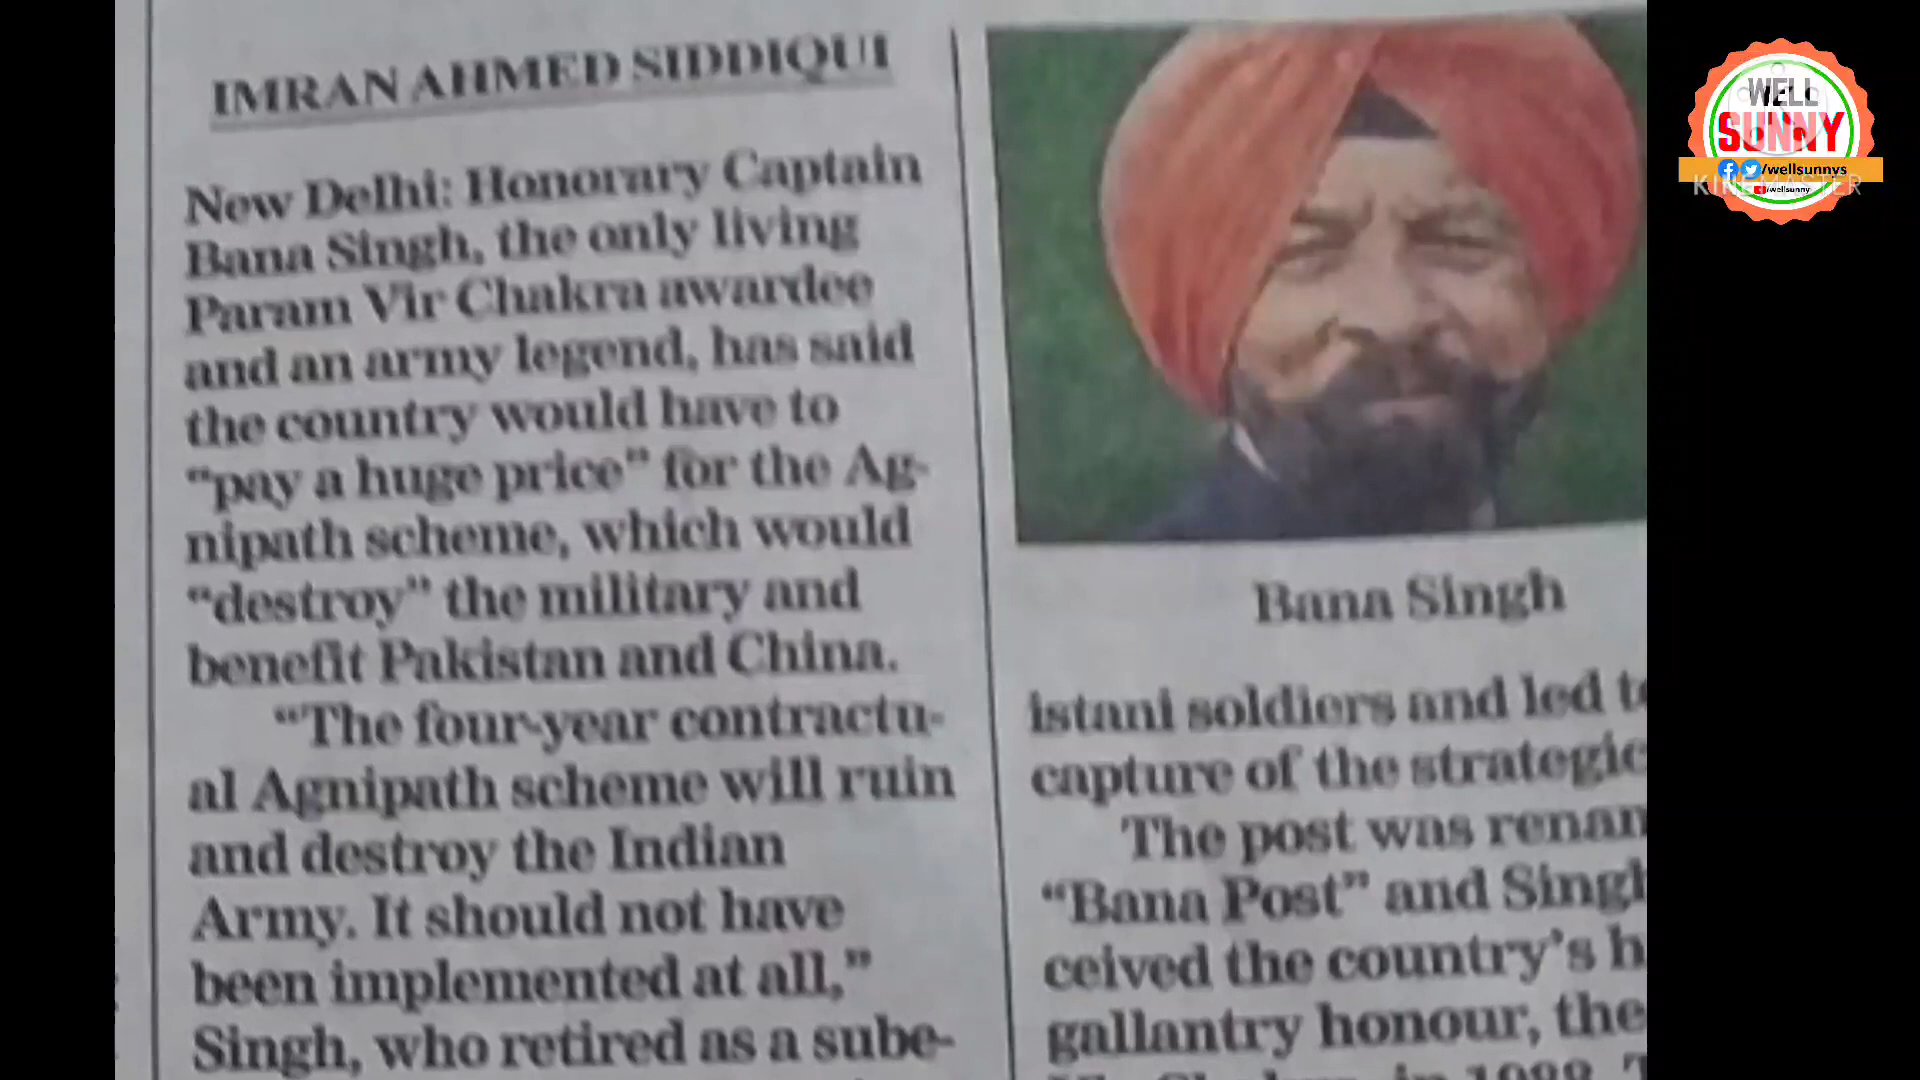 IMRAN AHMED SIDDIQUI
New Delhi: Honorary Captain
Bana Singh, the only living
Param Vir Chakra awardee
and an army legend, has said
the country would have to
“pay a huge price” for the Ag-
nipath scheme, which would
“destroy” the military and
benefit Pakistan and China.
“The four-year contractu-
al Agnipath scheme will ruin
and destroy the Indian
Army. It should not have
been implemented at all,”
Singh, who retired as a sube-
Bana Singh
istani soldiers and led
capture of the strategic
The post was
“Bana Post” and
ceived the country’s
gallantry honour, the
in 1988.
WELL
SUNNY
/wellsunnys
/wellsunny
KINEMASTER